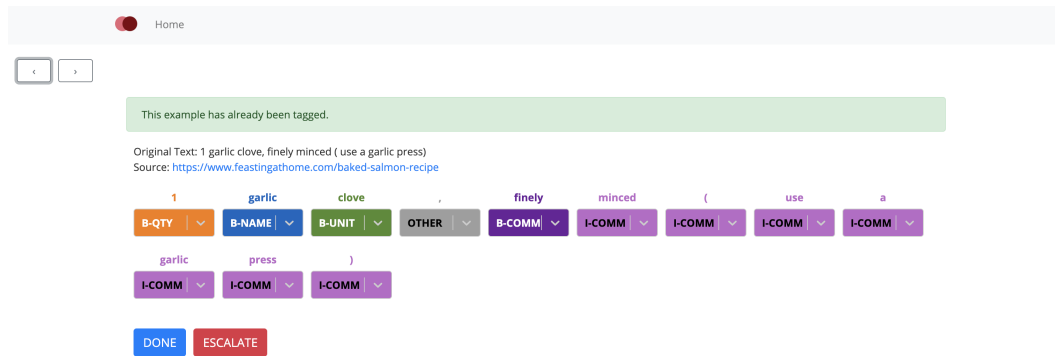 Home
‹ ›
This example has already been tagged.
Original Text: 1 garlic clove, finely minced ( use a garlic press)
Source: https://www.feastingathome.com/baked-salmon-recipe
1 garlic clove , finely minced ( use a
B-QTY B-NAME B-UNIT OTHER B-COMM I-COMM I-COMM I-COMM I-COMM
garlic press )
I-COMM I-COMM I-COMM
DONE ESCALATE